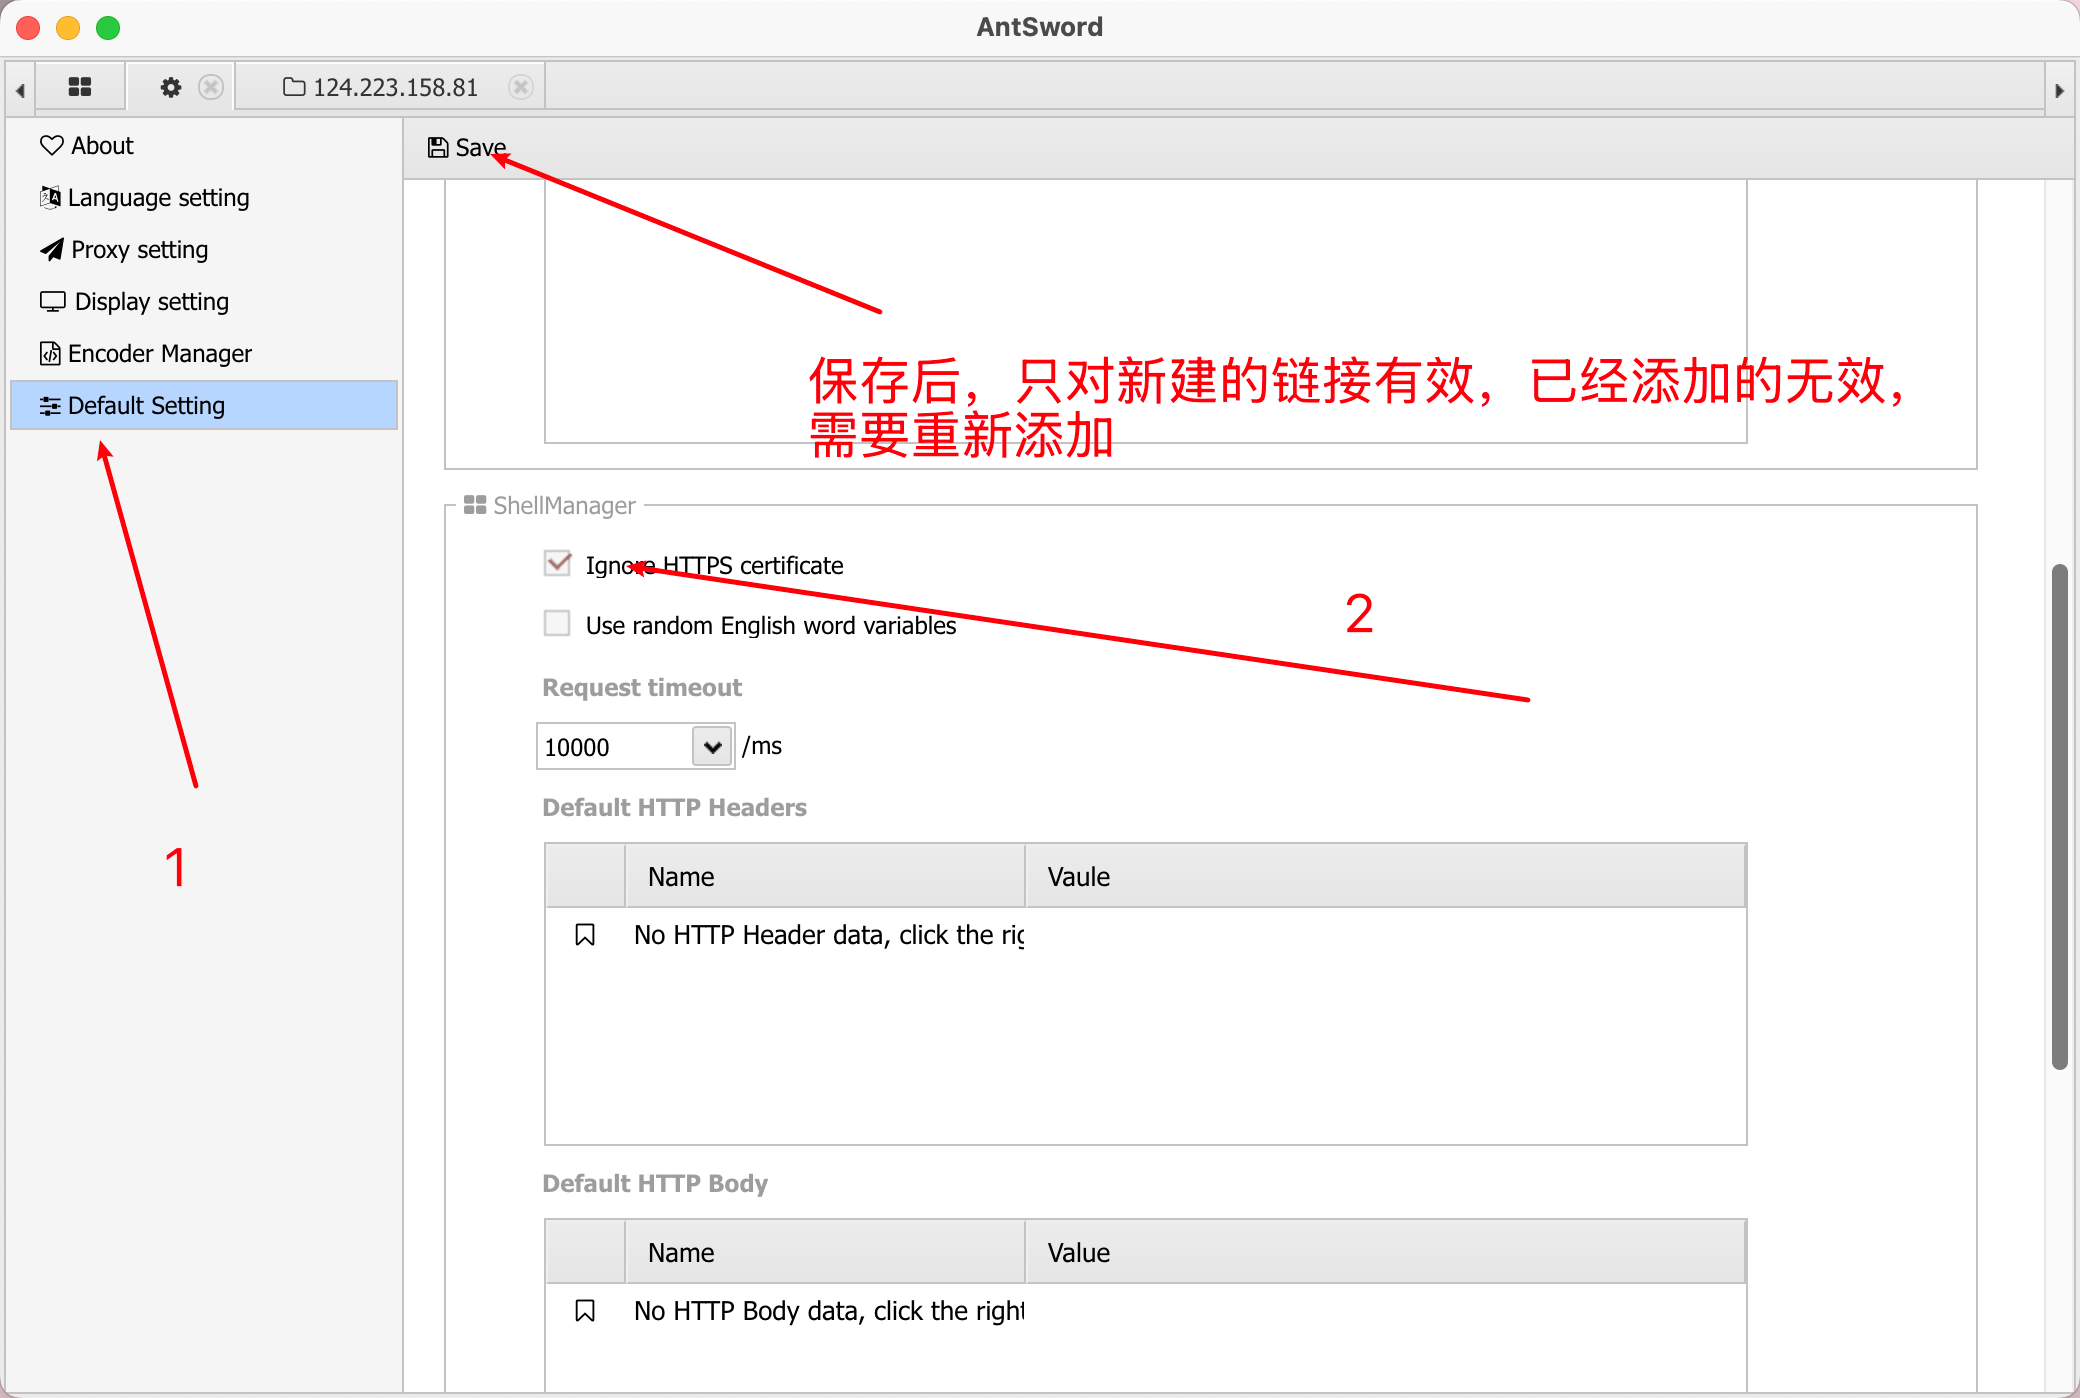 AntSword
124.223.158.81
About
Language setting
Proxy setting
Display setting
Encoder Manager
Default Setting
Save
保存后，只对新建的链接有效，已经添加的无效，
需要重新添加
ShellManager
Ignore HTTPS certificate
2
Use random English word variables
Request timeout
10000 /ms
Default HTTP Headers
1
Name Vaule
No HTTP Header data, click the rig
Default HTTP Body
Name Value
No HTTP Body data, click the right